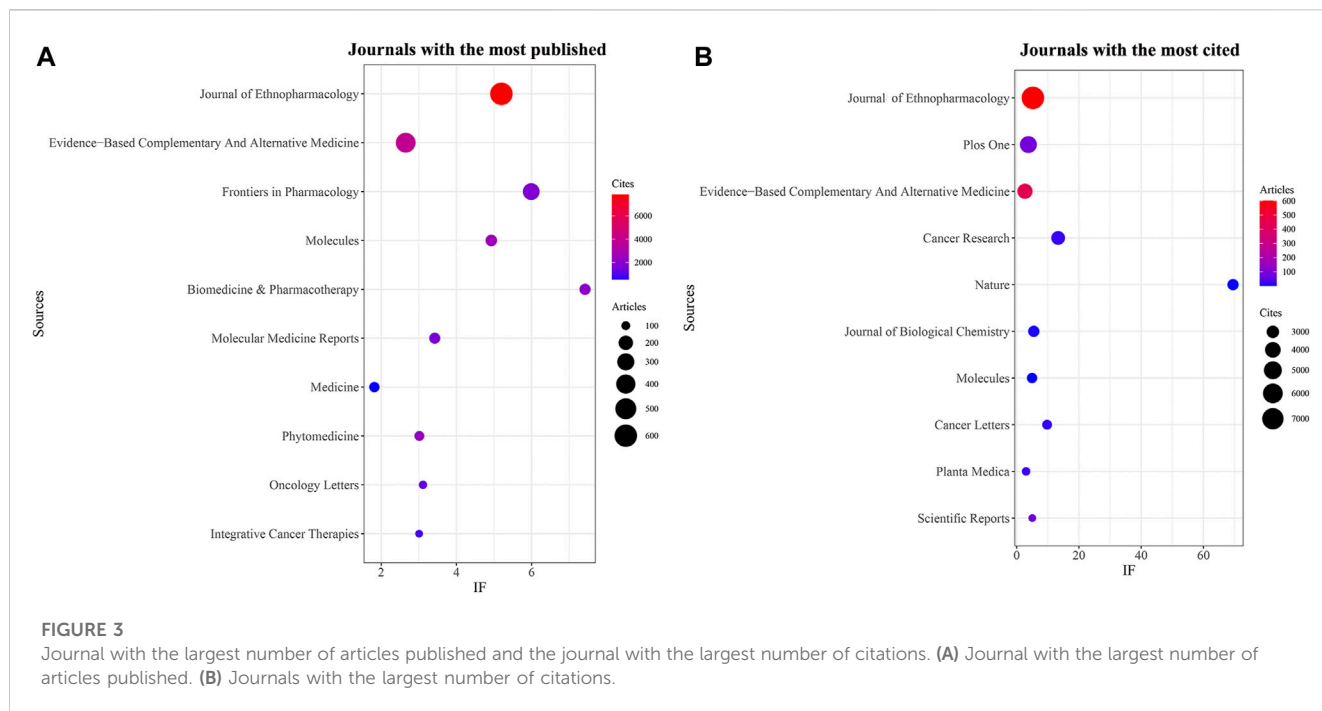 A
Journals with the most published
Journal of Ethnopharmacology
Evidence−Based Complementary And Alternative Medicine
Frontiers in Pharmacology
Molecules
Biomedicine & Pharmacotherapy
Molecular Medicine Reports
Medicine
Phytomedicine
Oncology Letters
Integrative Cancer Therapies
Sources
2
4
6
IF
Cites
6000
4000
2000
Articles
100
200
300
400
500
600
B
Journals with the most cited
Journal of Ethnopharmacology
Plos One
Evidence−Based Complementary And Alternative Medicine
Cancer Research
Nature
Journal of Biological Chemistry
Molecules
Cancer Letters
Planta Medica
Scientific Reports
Sources
0
20
40
60
IF
Articles
600
500
400
300
200
100
Cites
3000
4000
5000
6000
7000
FIGURE 3
Journal with the largest number of articles published and the journal with the largest number of citations. (A) Journal with the largest number of
articles published. (B) Journals with the largest number of citations.